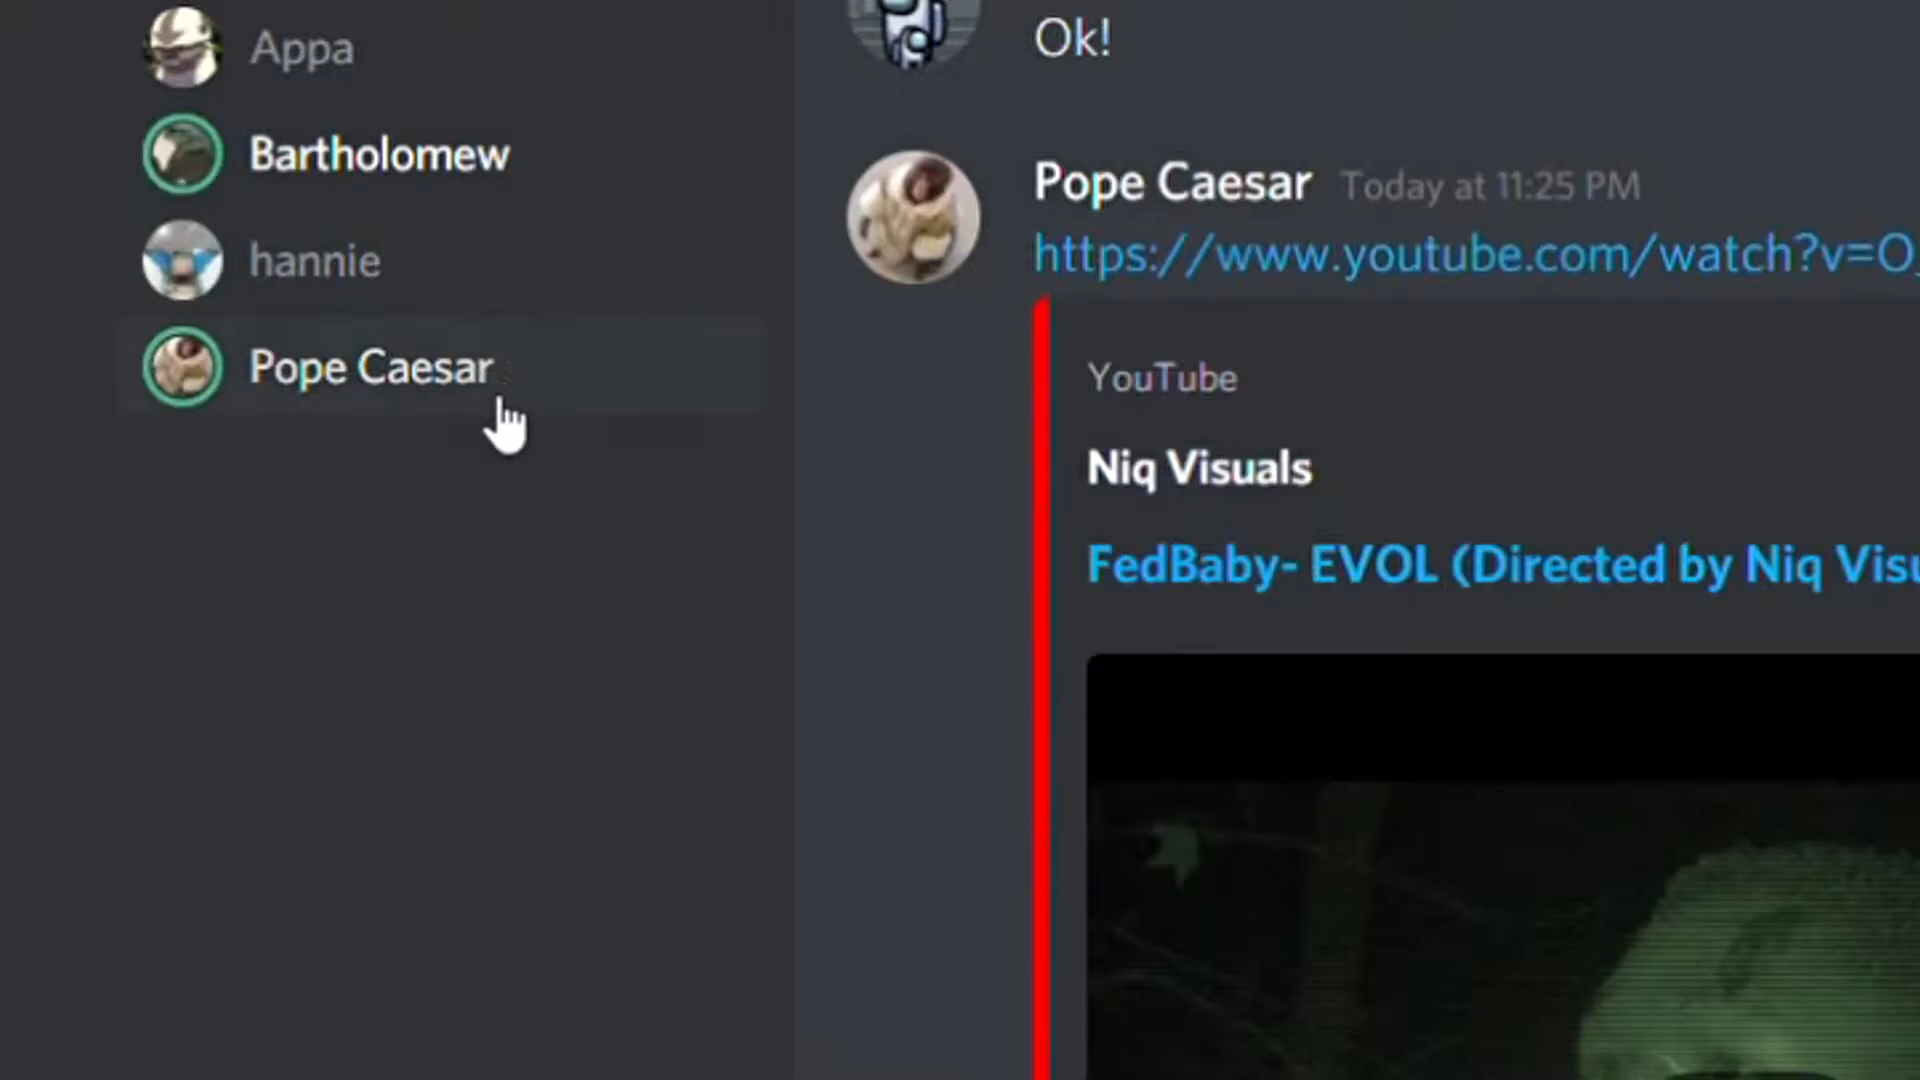 Appa
Bartholomew
hannie
Pope Caesar
Ok!
Pope Caesar Today at 11:25 PM
https://www.youtube.com/watch?v=O_
YouTube
Niq Visuals
FedBaby- EVOL (Directed by Niq Visu